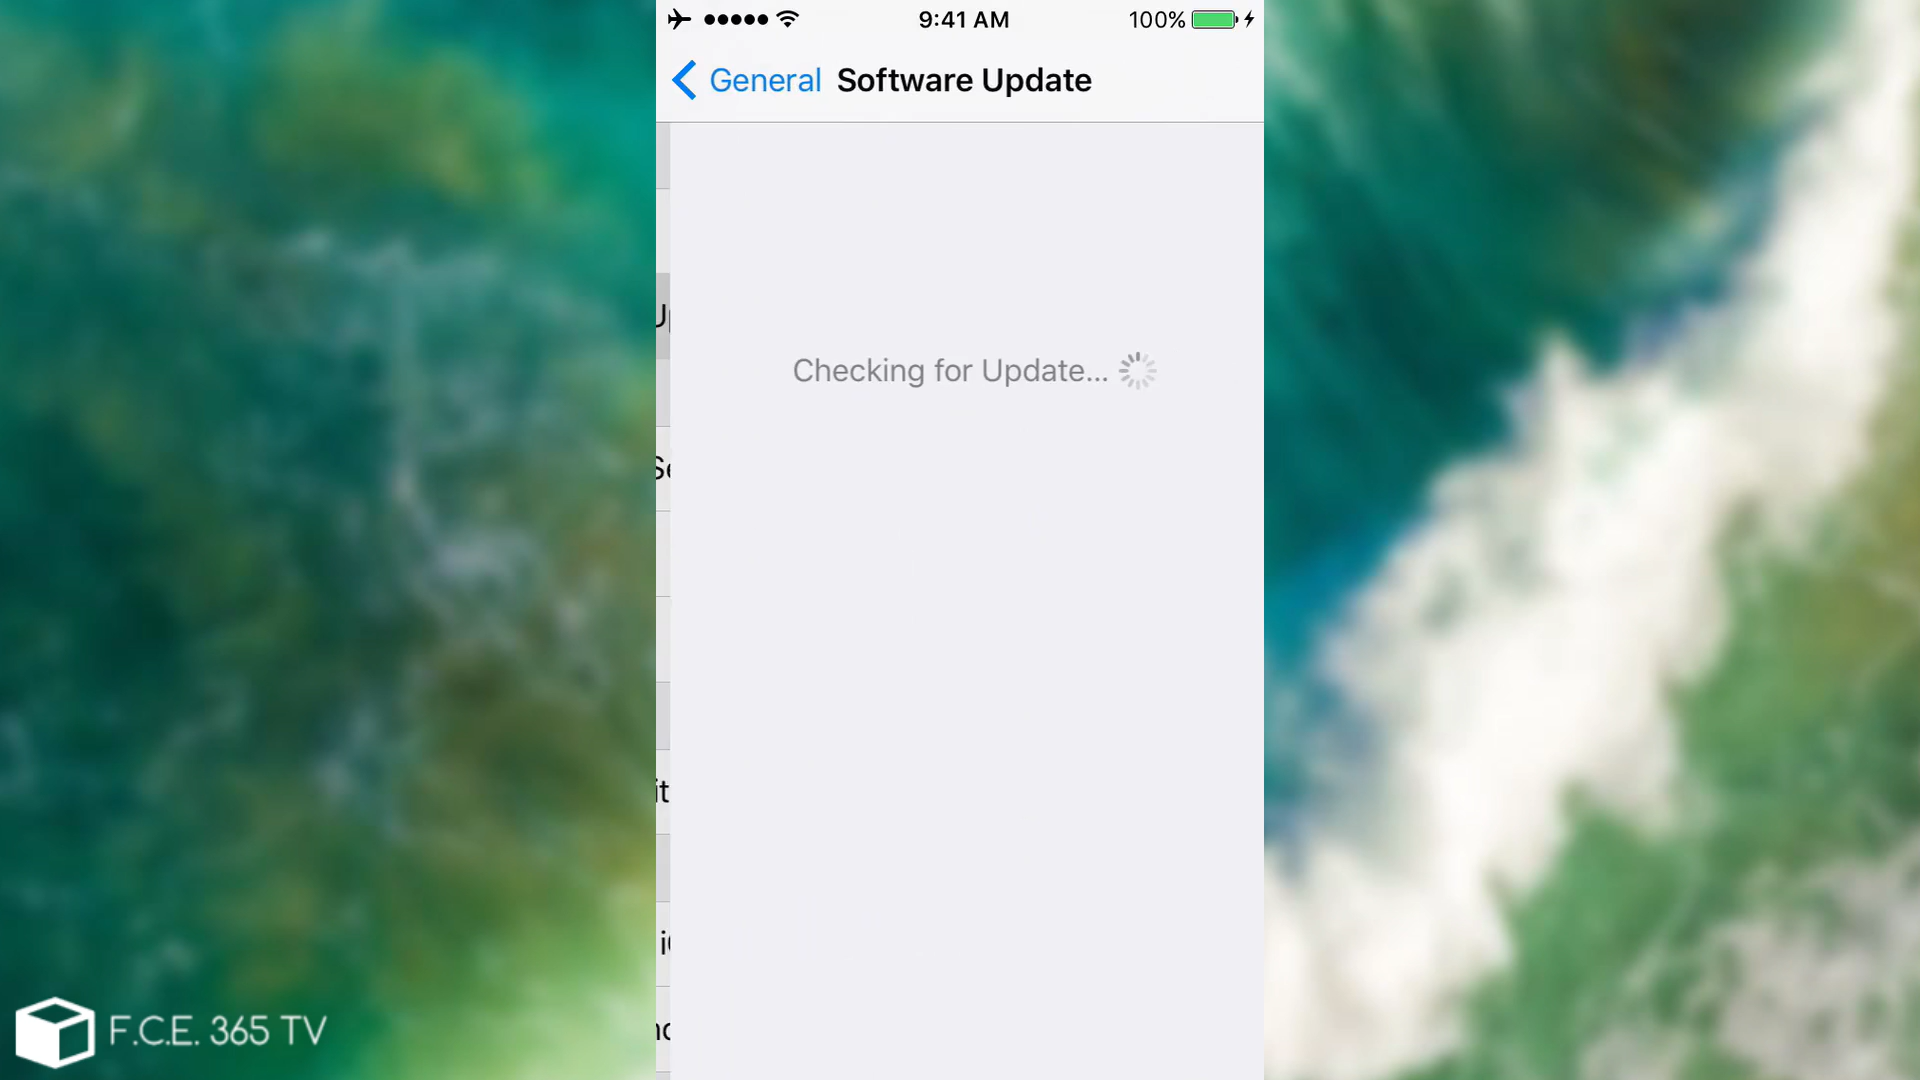 9:41 AM
100%
General Software Update
Checking for Update...
F.C.E. 365 TV